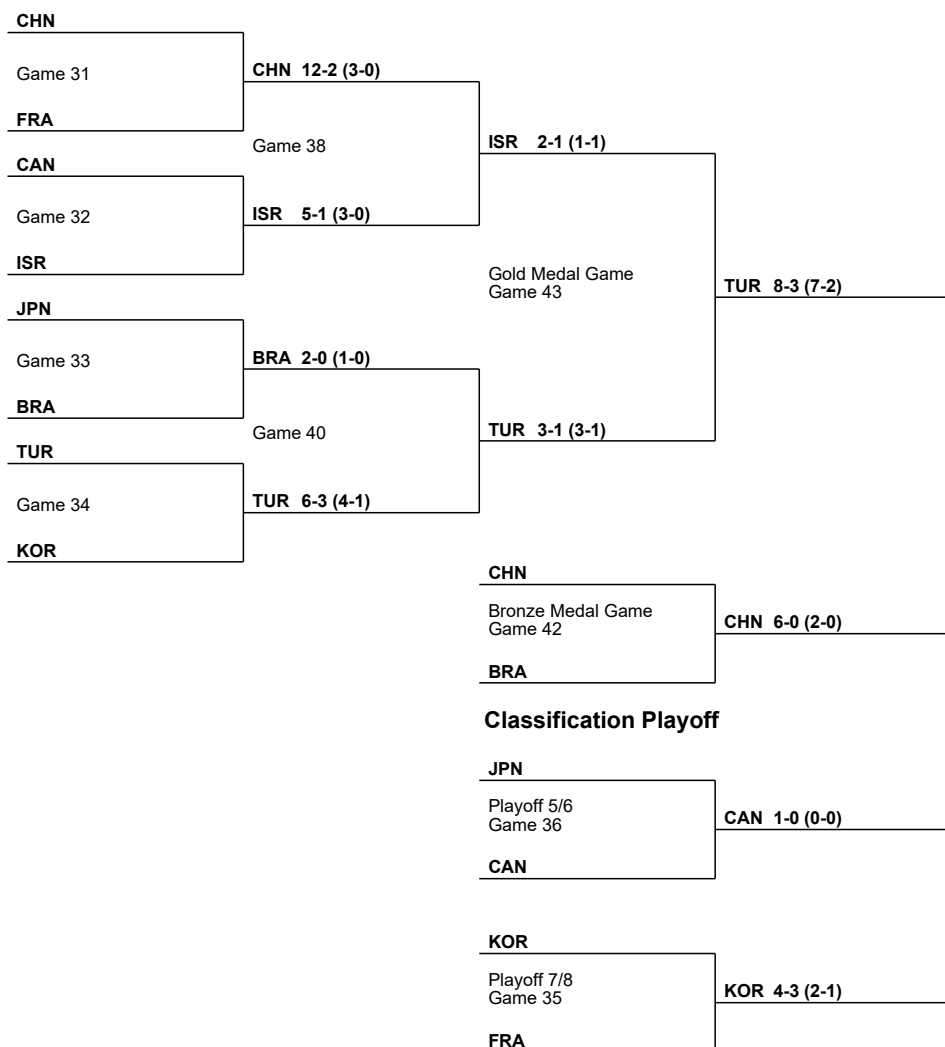 CHN
Game 31
CHN 12-2 (3-0)
FRA
Game 38
ISR 2-1 (1-1)
CAN
Game 32
ISR 5-1 (3-0)
ISR
Gold Medal Game
Game 43
TUR 8-3 (7-2)
JPN
Game 33
BRA 2-0 (1-0)
BRA
Game 40
TUR 3-1 (3-1)
TUR
Game 34
TUR 6-3 (4-1)
KOR
CHN
Bronze Medal Game
Game 42
CHN 6-0 (2-0)
BRA
Classification Playoff
JPN
Playoff 5/6
Game 36
CAN 1-0 (0-0)
CAN
KOR
Playoff 7/8
Game 35
KOR 4-3 (2-1)
FRA